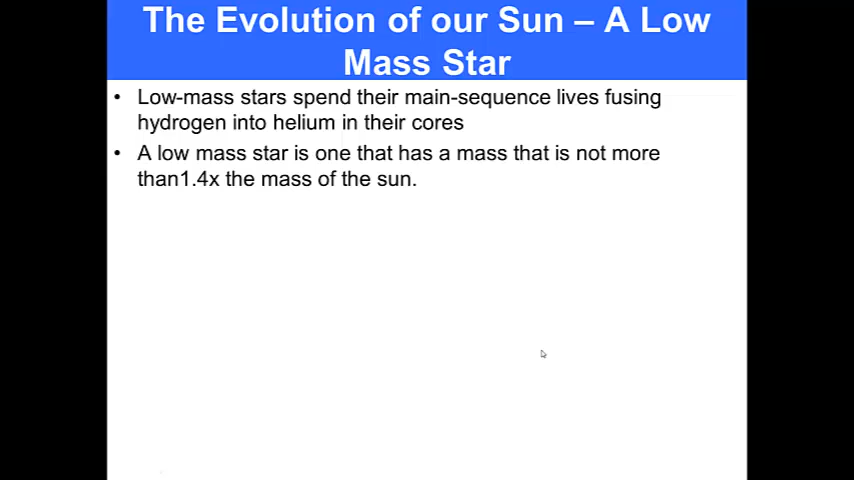 The Evolution of our Sun – A Low
Mass Star
• Low-mass stars spend their main-sequence lives fusing
hydrogen into helium in their cores
• A low mass star is one that has a mass that is not more
than1.4x the mass of the sun.